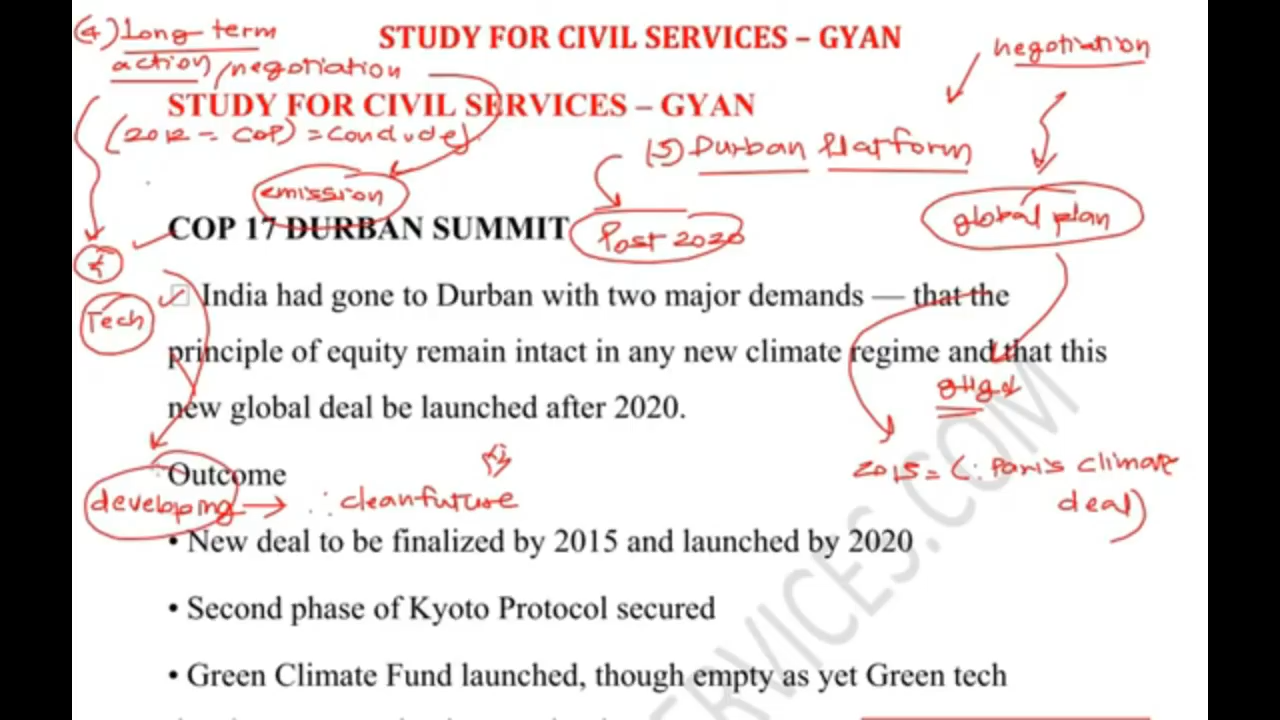 (4) Long term
STUDY FOR CIVIL SERVICES – GYAN
negotiation
action / negotiation
STUDY FOR CIVIL SERVICES – GYAN
(2012 = COP) = conclude
(5) Durban Platform
emission
global plan
COP 17 DURBAN SUMMIT
Post 2020
₹
India had gone to Durban with two major demands — that the
Tech
principle of equity remain intact in any new climate regime and that this
new global deal be launched after 2020.
2015 = (∴ Paris climate
deal)
Outcome
developing → ∴ clean future
• New deal to be finalized by 2015 and launched by 2020
• Second phase of Kyoto Protocol secured
• Green Climate Fund launched, though empty as yet Green tech
SERVICES.COM